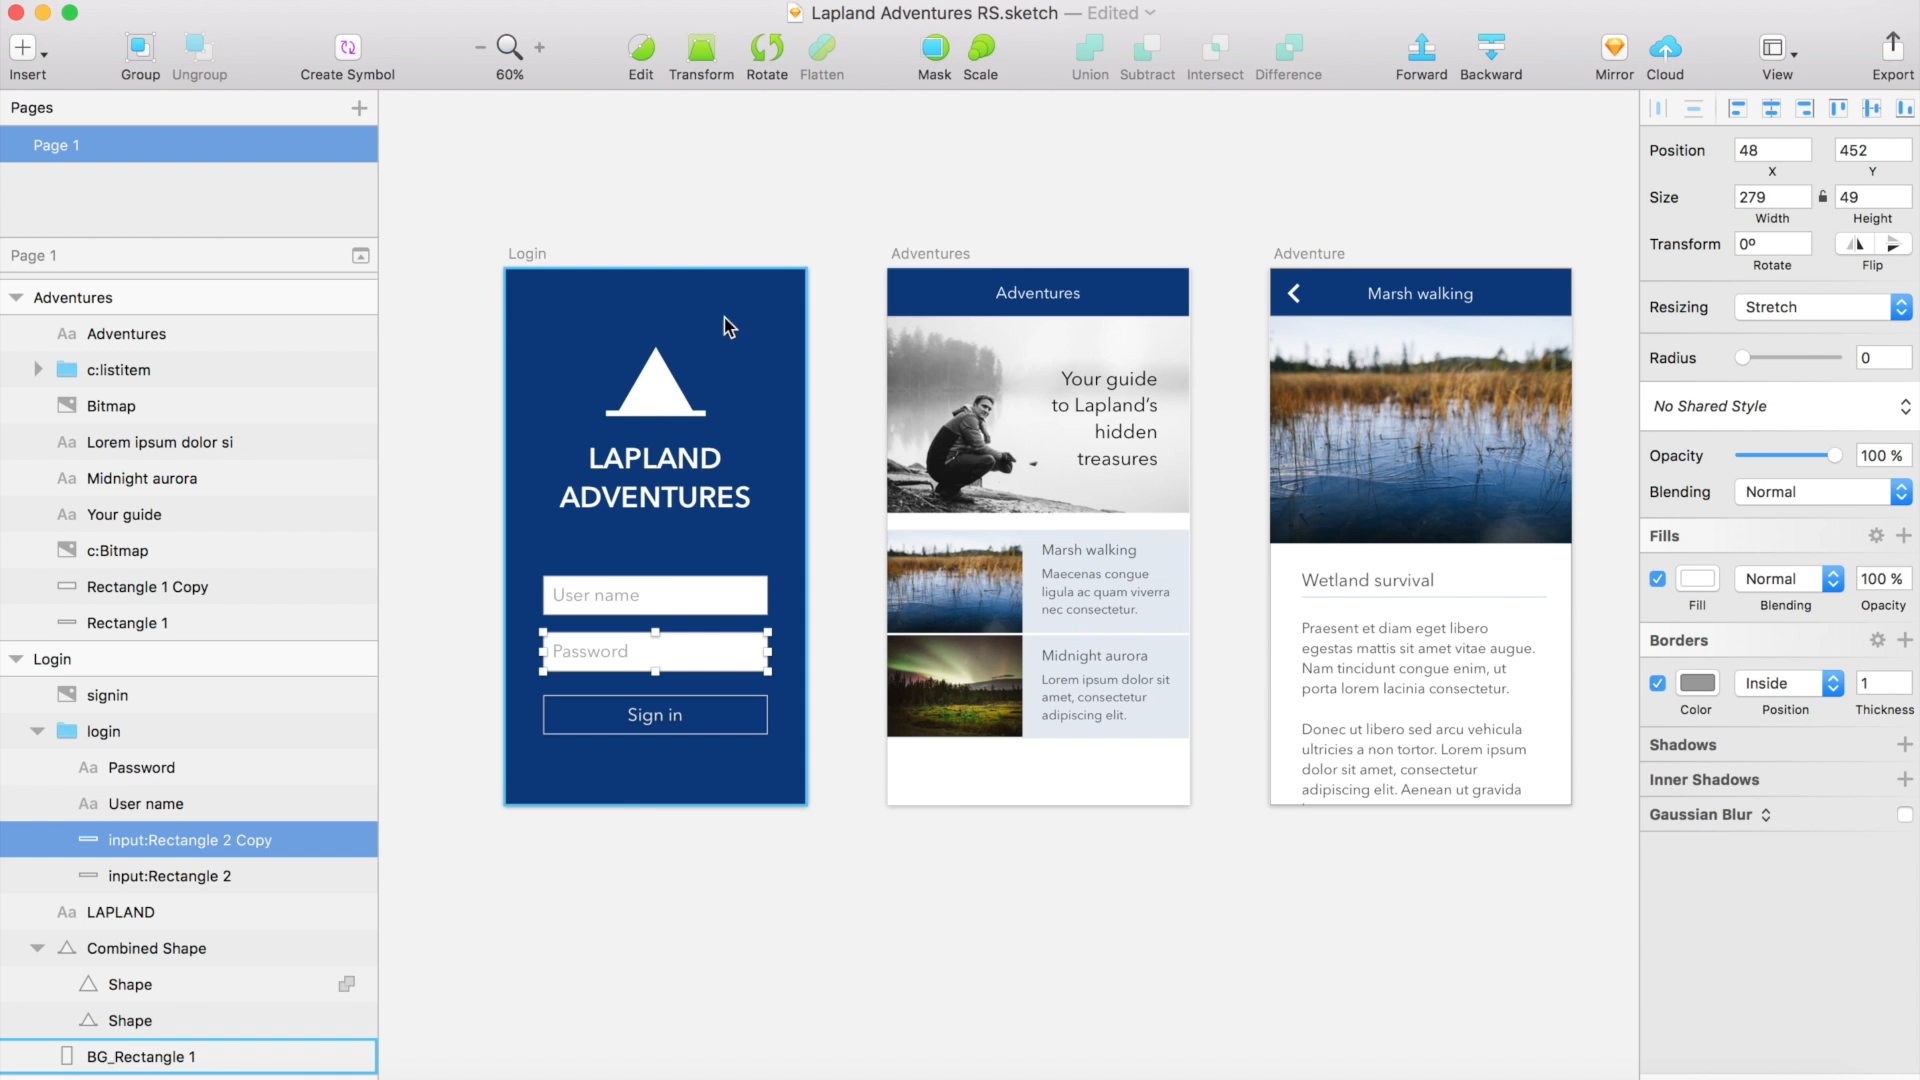 Lapland Adventures RS.sketch — Edited
Insert
Group
Ungroup
Create Symbol
60%
Edit
Transform
Rotate
Flatten
Mask
Scale
Union
Subtract
Intersect
Difference
Forward
Backward
Mirror
Cloud
View
Export
Pages
Page 1
Page 1
Adventures
Aa Adventures
c:listitem
Bitmap
Aa Lorem ipsum dolor si
Aa Midnight aurora
Aa Your guide
c:Bitmap
Rectangle 1 Copy
Rectangle 1
Login
signin
login
Aa Password
Aa User name
input:Rectangle 2 Copy
input:Rectangle 2
Aa LAPLAND
Combined Shape
Shape
Shape
BG_Rectangle 1
Login
LAPLAND
ADVENTURES
User name
Password
Sign in
Adventures
Adventures
Your guide
to Lapland's
hidden
treasures
Marsh walking
Maecenas congue
ligula ac quam viverra
nec consectetur.
Midnight aurora
Lorem ipsum dolor sit
amet, consectetur
adipiscing elit.
Adventure
Marsh walking
Wetland survival
Praesent et diam eget libero
egestas mattis sit amet vitae augue.
Nam tincidunt congue enim, ut
porta lorem lacinia consectetur.
Donec ut libero sed arcu vehicula
ultricies a non tortor. Lorem ipsum
dolor sit amet, consectetur
adipiscing elit. Aenean ut gravida
Position 48 452
X Y
Size 279 49
Width Height
Transform 0º
Rotate Flip
Resizing Stretch
Radius 0
No Shared Style
Opacity 100 %
Blending Normal
Fills
Normal 100 %
Fill Blending Opacity
Borders
Inside 1
Color Position Thickness
Shadows
Inner Shadows
Gaussian Blur